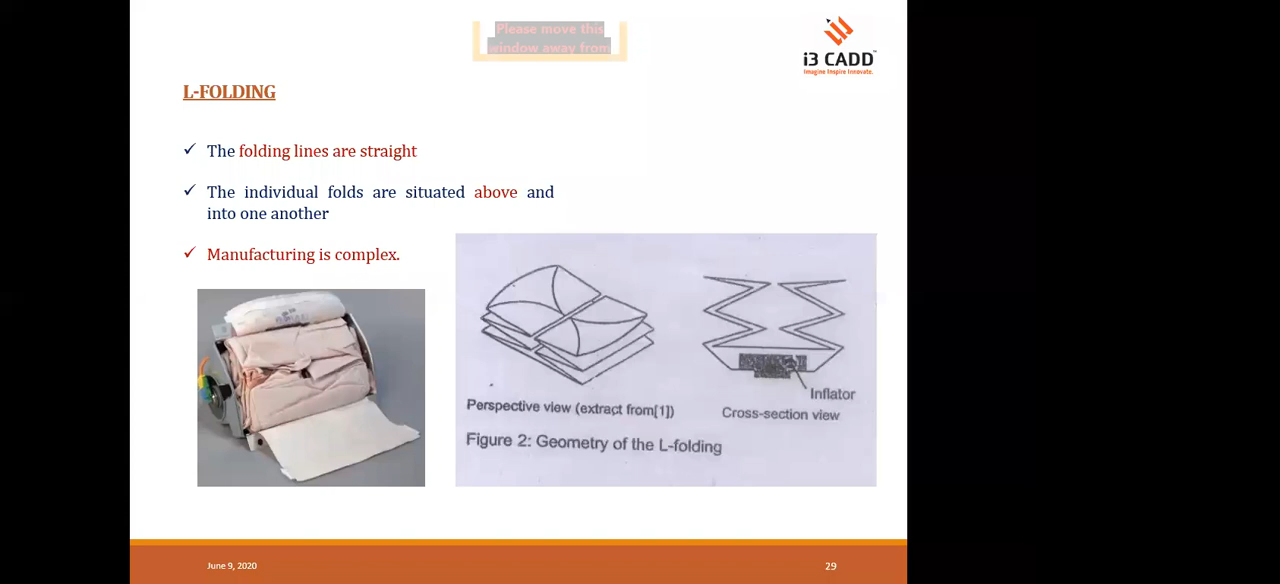 Please move this
window away from
i3 CADD
Imagine Inspire Innovate.
L-FOLDING
The folding lines are straight
The individual folds are situated above and
into one another
Manufacturing is complex.
Inflator
Perspective view (extract from[1])
Cross-section view
Figure 2: Geometry of the L-folding
June 9, 2020
29